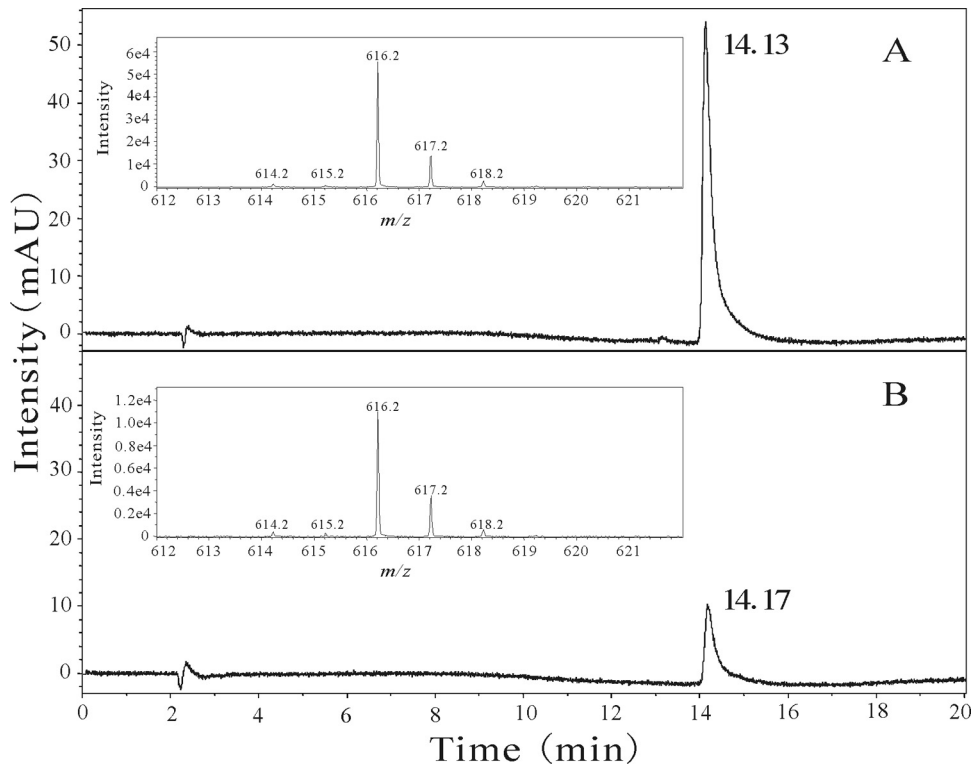 Intensity (mAU)
50
40
30
20
10
0
A
14.13
Intensity
6e4
5e4
4e4
3e4
2e4
1e4
0
616.2
617.2
614.2 615.2 618.2
612 613 614 615 616 617 618 619 620 621
m/z
40
30
20
10
0
B
14.17
Intensity
1.2e4
1.0e4
0.8e4
0.6e4
0.4e4
0.2e4
0
616.2
617.2
614.2 615.2 618.2
612 613 614 615 616 617 618 619 620 621
m/z
0 2 4 6 8 10 12 14 16 18 20
Time (min)